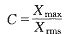 C = X_max / X_rms